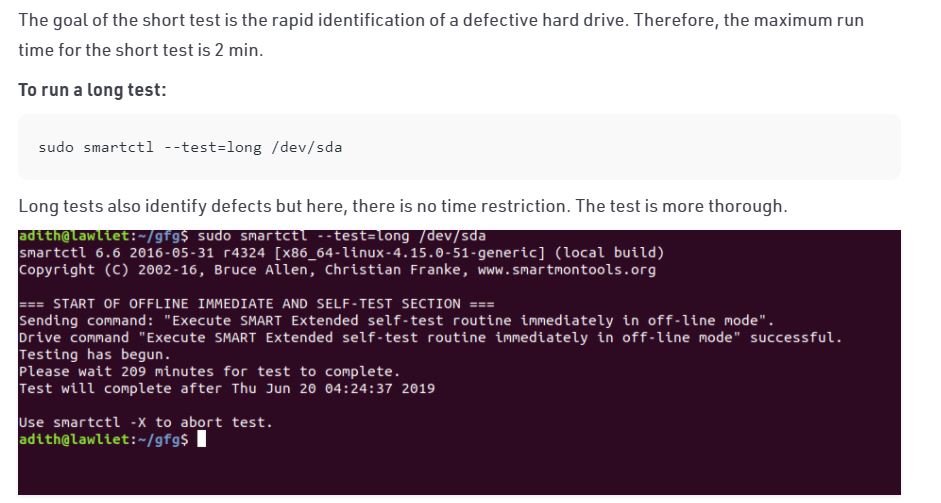 The goal of the short test is the rapid identification of a defective hard drive. Therefore, the maximum run
time for the short test is 2 min.
To run a long test:
sudo smartctl --test=long /dev/sda
Long tests also identify defects but here, there is no time restriction. The test is more thorough.
adith@lawliet:~/gfg$ sudo smartctl --test=long /dev/sda
smartctl 6.6 2016-05-31 r4324 [x86_64-linux-4.15.0-51-generic] (local build)
Copyright (C) 2002-16, Bruce Allen, Christian Franke, www.smartmontools.org
=== START OF OFFLINE IMMEDIATE AND SELF-TEST SECTION ===
Sending command: "Execute SMART Extended self-test routine immediately in off-line mode".
Drive command "Execute SMART Extended self-test routine immediately in off-line mode" successful.
Testing has begun.
Please wait 209 minutes for test to complete.
Test will complete after Thu Jun 20 04:24:37 2019
Use smartctl -X to abort test.
adith@lawliet:~/gfg$